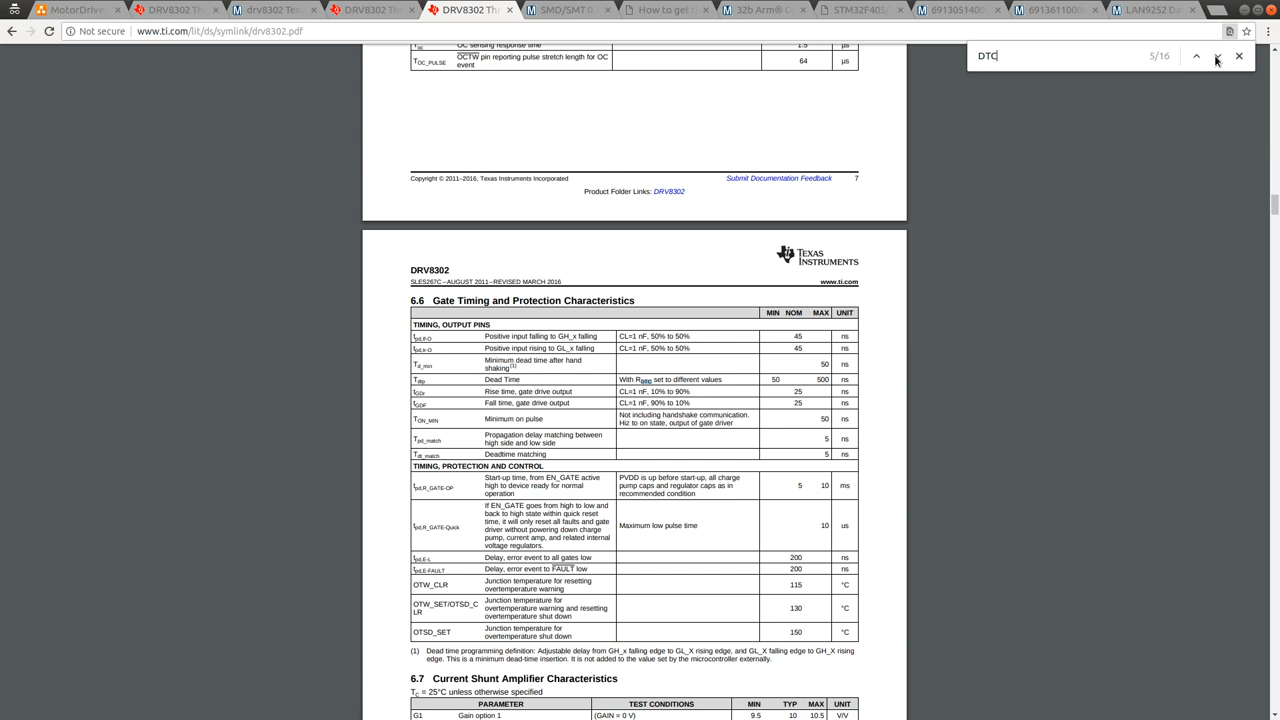 MotorDrive.
DRV8302 Th
drv8302 Texa
DRV8302 Th
DRV8302 Th
SMD/SMT 0.
How to get
32b Arm® C
STM32F405/
6913051400
6913611000
LAN9252 Da
Not secure www.ti.com/lit/ds/symlink/drv8302.pdf
DTC 5/16
Toc OC sensing response time 1.5 µs
TOC_PULSE OCTW pin reporting pulse stretch length for OC event 64 µs
Copyright © 2011–2016, Texas Instruments Incorporated Submit Documentation Feedback 7
Product Folder Links: DRV8302
TEXAS
INSTRUMENTS
DRV8302
SLES267C – AUGUST 2011 – REVISED MARCH 2016 www.ti.com
6.6 Gate Timing and Protection Characteristics
MIN NOM MAX UNIT
TIMING, OUTPUT PINS
tpd,lf-O Positive input falling to GH_x falling CL=1 nF, 50% to 50% 45 ns
tpd,lr-O Positive input rising to GL_x falling CL=1 nF, 50% to 50% 45 ns
Td_min Minimum dead time after hand shaking(1) 50 ns
Tdtp Dead Time With RDTC set to different values 50 500 ns
tGDr Rise time, gate drive output CL=1 nF, 10% to 90% 25 ns
tGDF Fall time, gate drive output CL=1 nF, 90% to 10% 25 ns
TON_MIN Minimum on pulse Not including handshake communication. Hiz to on state, output of gate driver 50 ns
Tpd_match Propagation delay matching between high side and low side 5 ns
Tdt_match Deadtime matching 5 ns
TIMING, PROTECTION AND CONTROL
tpd,R_GATE-OP Start-up time, from EN_GATE active high to device ready for normal operation PVDD is up before start-up, all charge pump caps and regulator caps as in recommended condition 5 10 ms
tpd,R_GATE-Quick If EN_GATE goes from high to low and back to high state within quick reset time, it will only reset all faults and gate driver without powering down charge pump, current amp, and related internal voltage regulators. Maximum low pulse time 10 us
tpd,E-L Delay, error event to all gates low 200 ns
tpd,E-FAULT Delay, error event to FAULT low 200 ns
OTW_CLR Junction temperature for resetting overtemperature warning 115 °C
OTW_SET/OTSD_CLR Junction temperature for overtemperature warning and resetting overtemperature shut down 130 °C
OTSD_SET Junction temperature for overtemperature shut down 150 °C
(1) Dead time programming definition: Adjustable delay from GH_x falling edge to GL_X rising edge, and GL_X falling edge to GH_X rising
edge. This is a minimum dead-time insertion. It is not added to the value set by the microcontroller externally.
6.7 Current Shunt Amplifier Characteristics
TC = 25°C unless otherwise specified
PARAMETER TEST CONDITIONS MIN TYP MAX UNIT
G1 Gain option 1 (GAIN = 0 V) 9.5 10 10.5 V/V